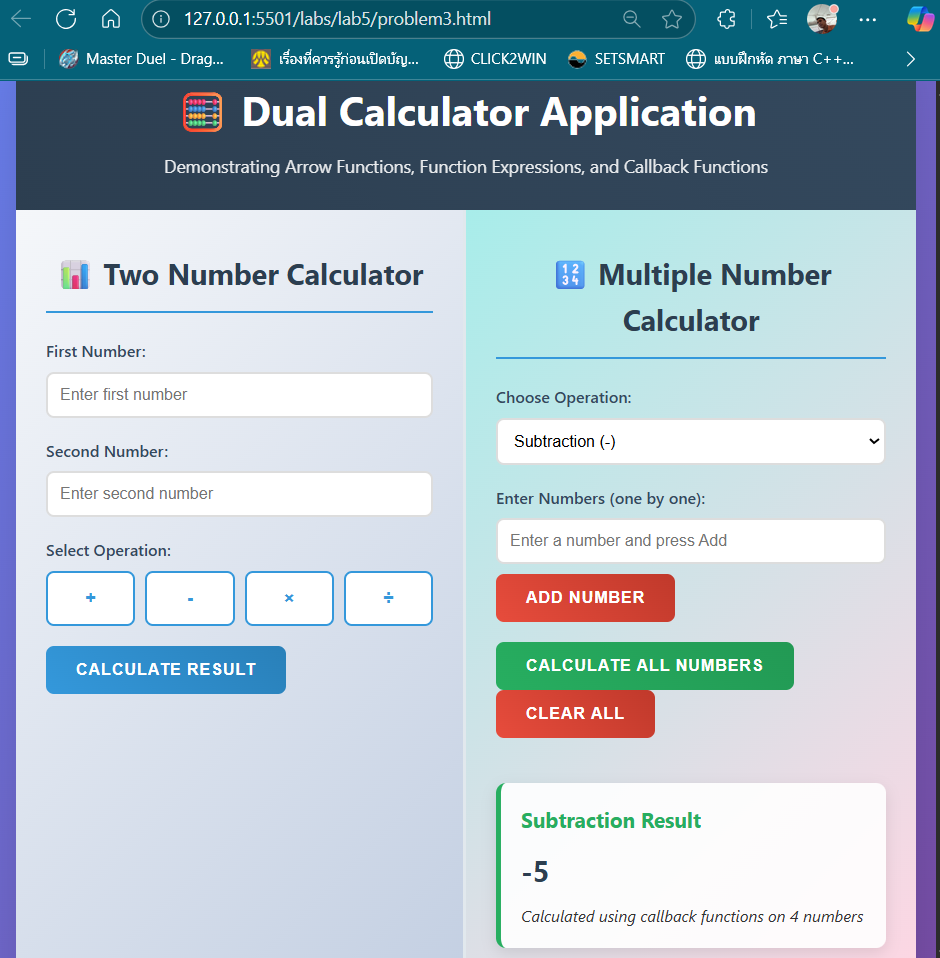 127.0.0.1:5501/labs/lab5/problem3.html
Master Duel - Drag...
เรื่องที่ควรรู้ก่อนเปิดบัญ...
CLICK2WIN
SETSMART
แบบฝึกหัด ภาษา C++...
Dual Calculator Application
Demonstrating Arrow Functions, Function Expressions, and Callback Functions
Two Number Calculator
First Number:
Enter first number
Second Number:
Enter second number
Select Operation:
+
-
×
÷
CALCULATE RESULT
1 2
3 4
Multiple Number
Calculator
Choose Operation:
Subtraction (-)
Enter Numbers (one by one):
Enter a number and press Add
ADD NUMBER
CALCULATE ALL NUMBERS
CLEAR ALL
Subtraction Result
-5
Calculated using callback functions on 4 numbers